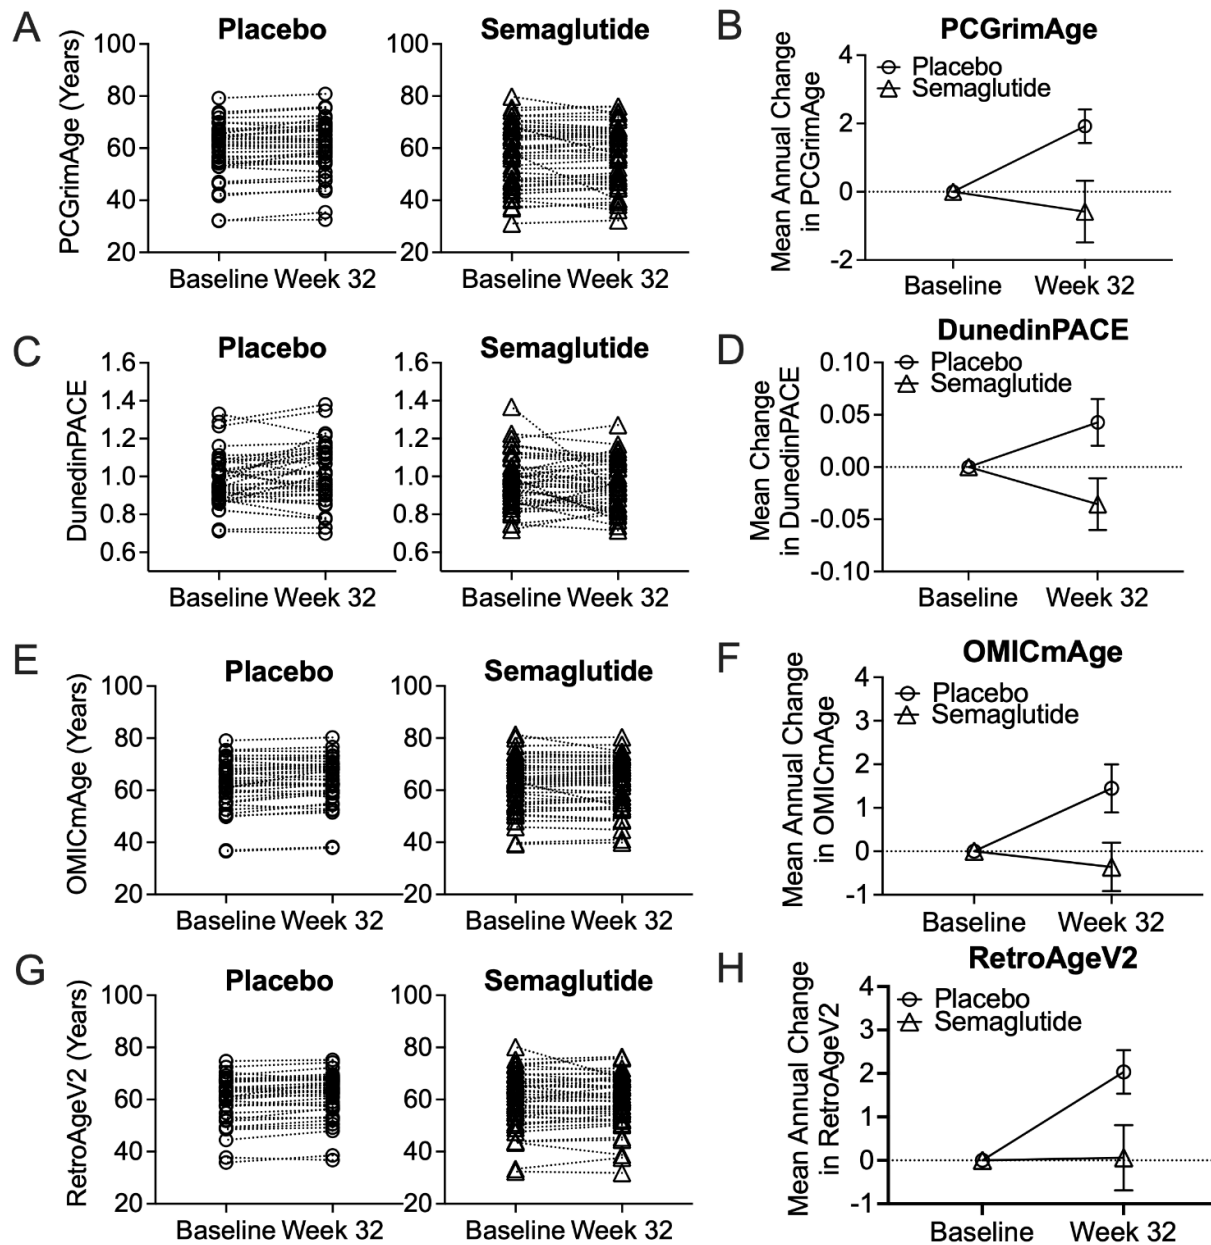 A
Placebo
Semaglutide
PCGrimAge (Years)
100
80
60
40
20
100
80
60
40
20
Baseline Week 32
Baseline Week 32
B
PCGrimAge
Placebo
Semaglutide
Mean Annual Change
in PCGrimAge
4
2
0
-2
Baseline
Week 32
C
Placebo
Semaglutide
DunedinPACE
1.6
1.4
1.2
1.0
0.8
0.6
1.6
1.4
1.2
1.0
0.8
0.6
Baseline Week 32
Baseline Week 32
D
DunedinPACE
Placebo
Semaglutide
Mean Change
in DunedinPACE
0.10
0.05
0.00
-0.05
-0.10
Baseline
Week 32
E
Placebo
Semaglutide
OMICmAge (Years)
100
80
60
40
20
100
80
60
40
20
Baseline Week 32
Baseline Week 32
F
OMICmAge
Placebo
Semaglutide
Mean Annual Change
in OMICmAge
4
3
2
1
0
-1
Baseline
Week 32
G
Placebo
Semaglutide
RetroAgeV2 (Years)
100
80
60
40
20
100
80
60
40
20
Baseline Week 32
Baseline Week 32
H
RetroAgeV2
Placebo
Semaglutide
Mean Annual Change
in RetroAgeV2
4
3
2
1
0
-1
Baseline
Week 32